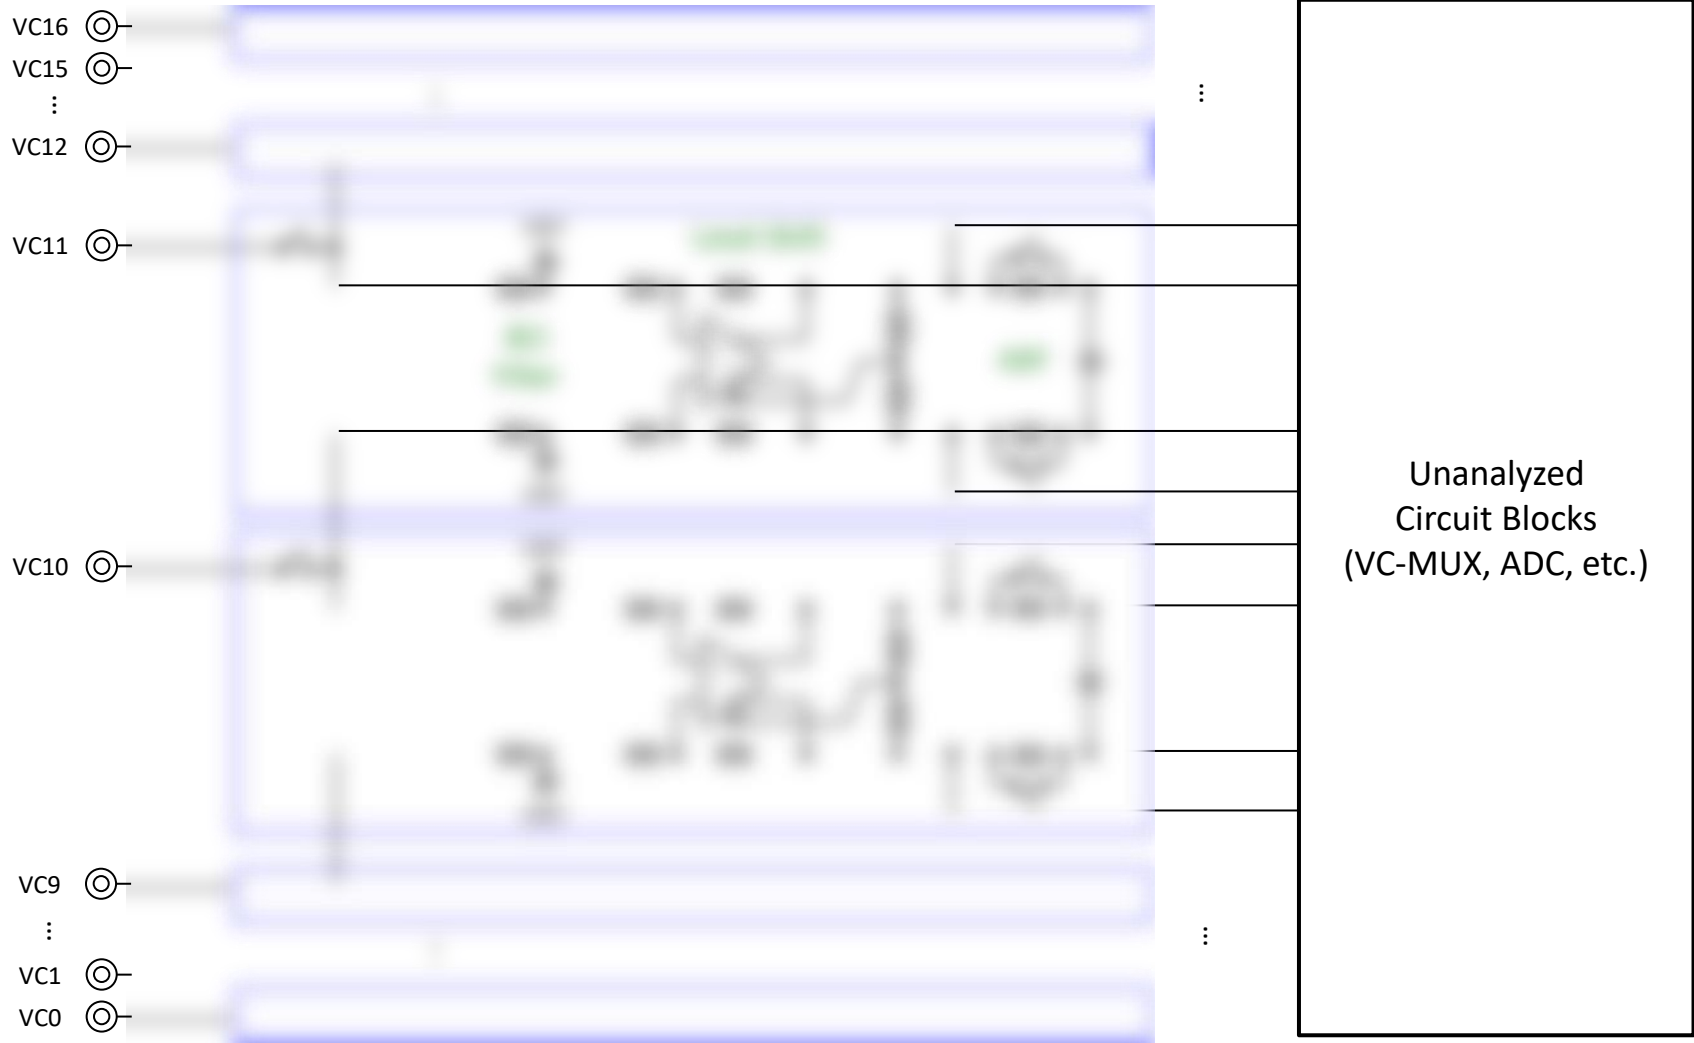 VC16
VC15
...
...
VC12
VC11
VC10
Unanalyzed
Circuit Blocks
(VC-MUX, ADC, etc.)
VC9
...
...
VC1
VC0